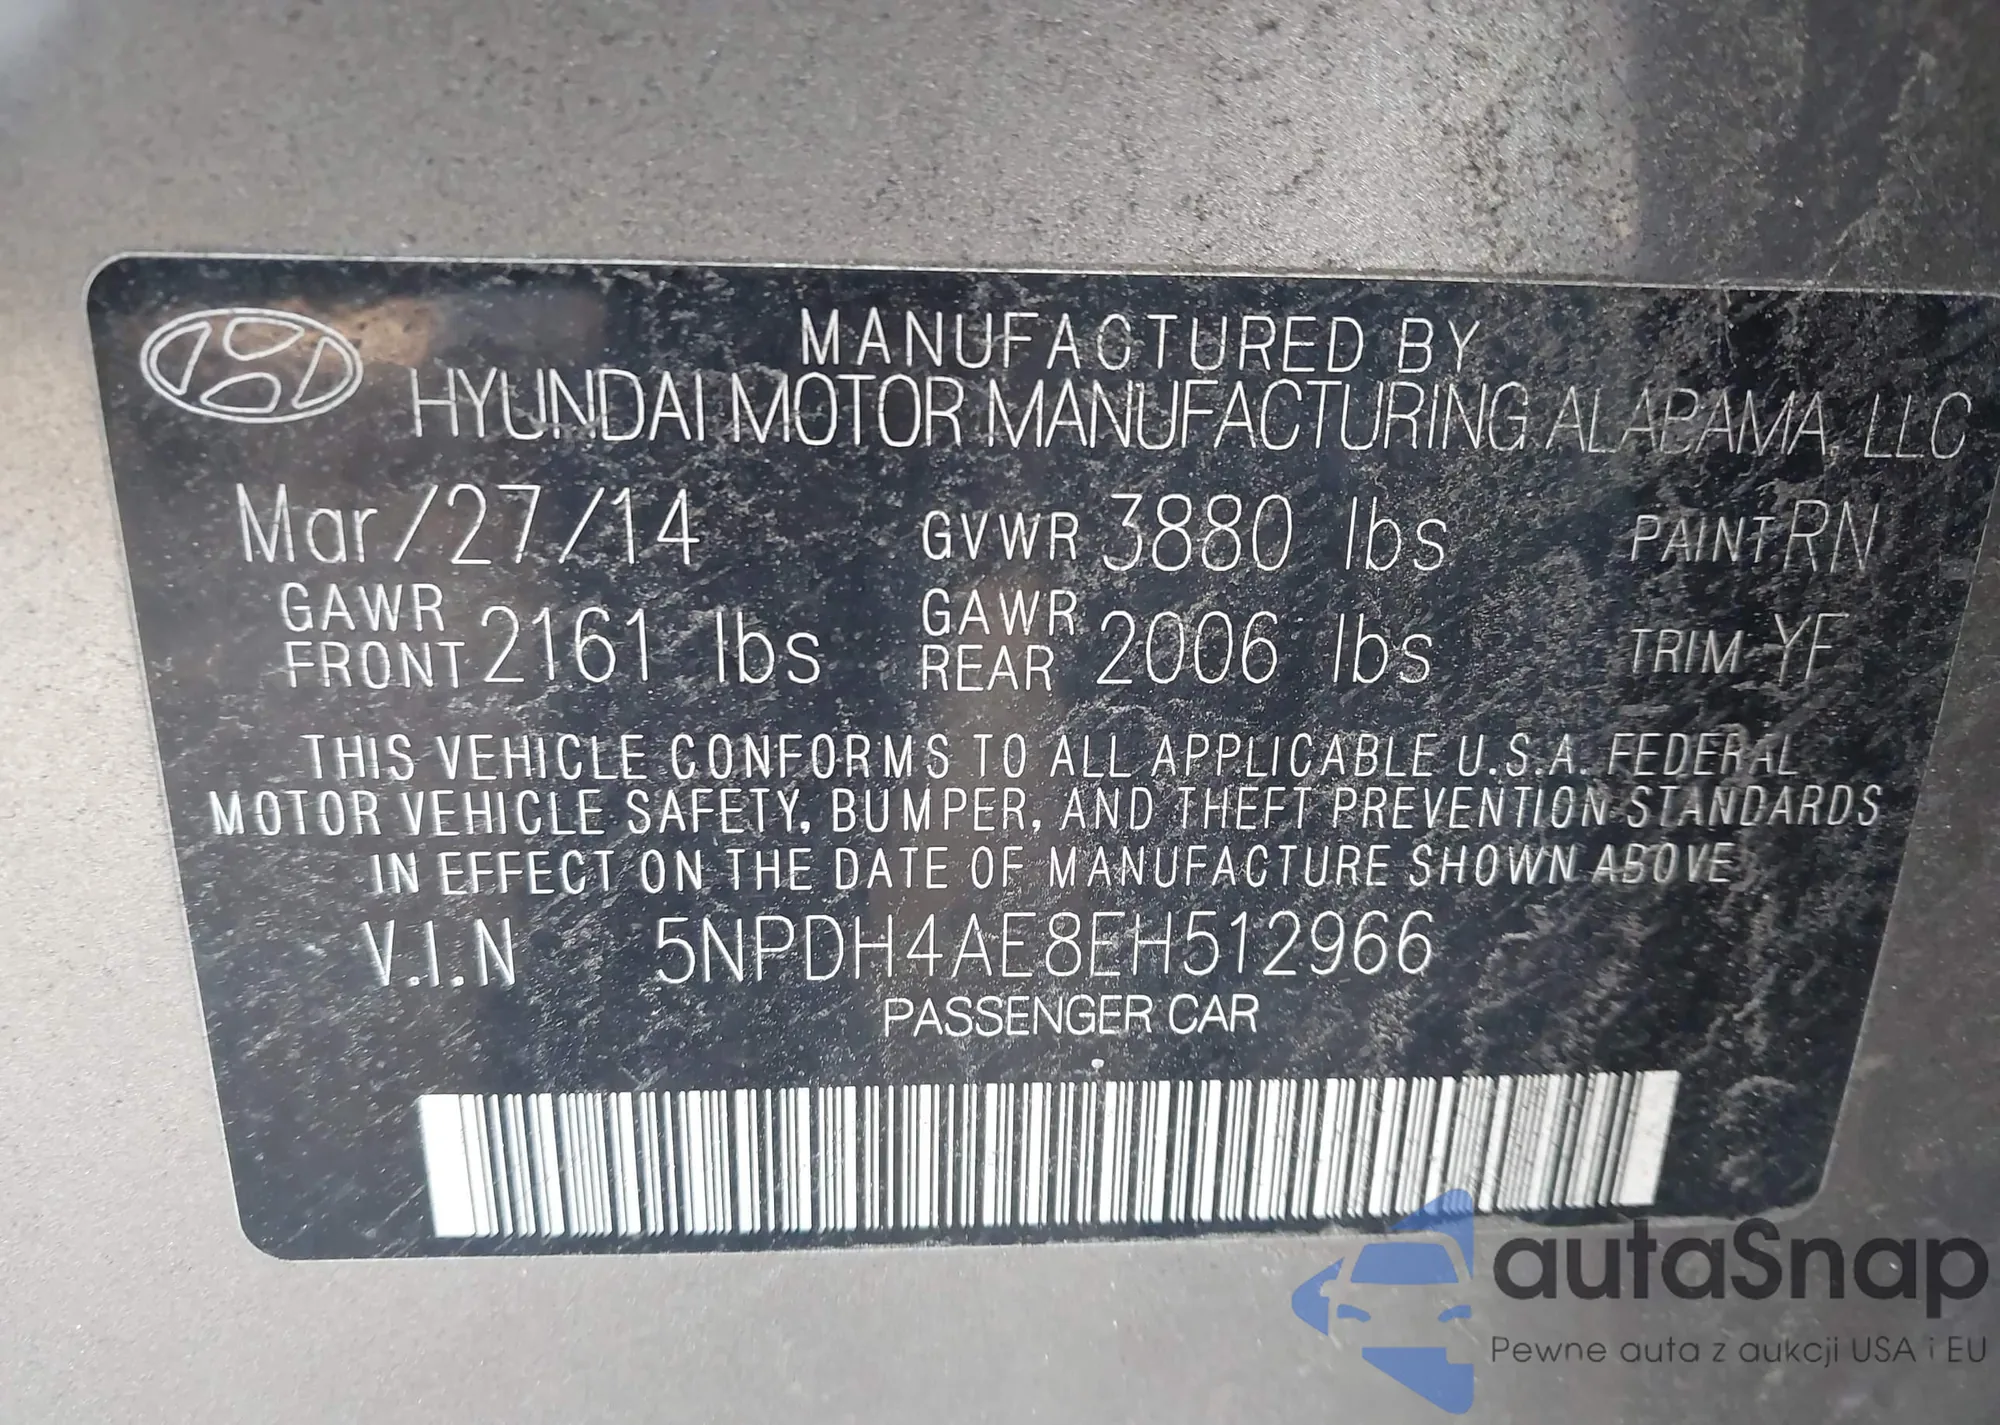 MANUFACTURED BY
HYUNDAI MOTOR MANUFACTURING ALABAMA, LLC
Mar/27/14 GVWR 3880 lbs PAINT RN
GAWR FRONT 2161 lbs GAWR REAR 2006 lbs TRIM YF
THIS VEHICLE CONFORMS TO ALL APPLICABLE U.S.A. FEDERAL
MOTOR VEHICLE SAFETY, BUMPER, AND THEFT PREVENTION STANDARDS
IN EFFECT ON THE DATE OF MANUFACTURE SHOWN ABOVE
V.I.N 5NPDH4AE8EH512966
PASSENGER CAR
autaSnap
Pewne auta z aukcji USA i EU